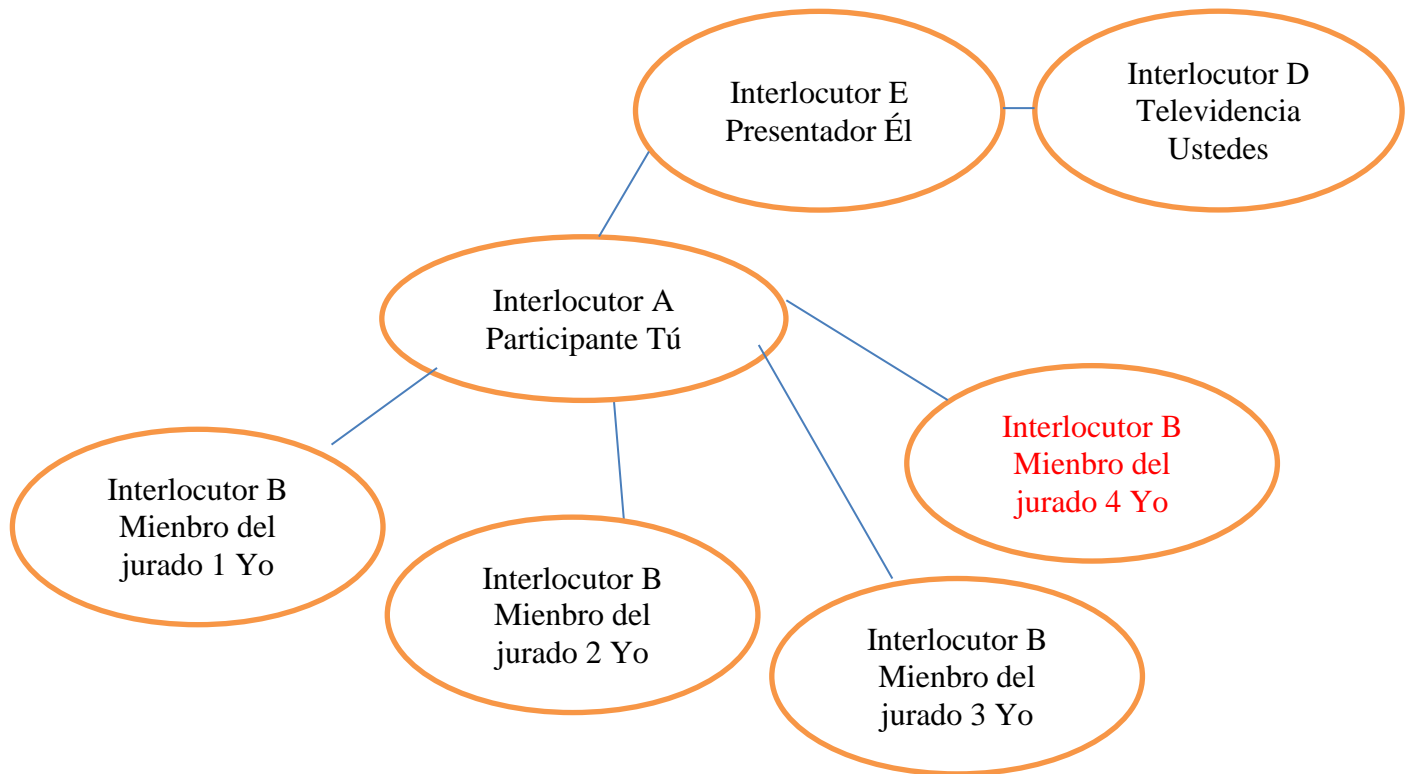 Interlocutor E
Presentador Él
Interlocutor D
Televidencia
Ustedes
Interlocutor A
Participante Tú
Interlocutor B
Mienbro del
jurado 4 Yo
Interlocutor B
Mienbro del
jurado 1 Yo
Interlocutor B
Mienbro del
jurado 2 Yo
Interlocutor B
Mienbro del
jurado 3 Yo